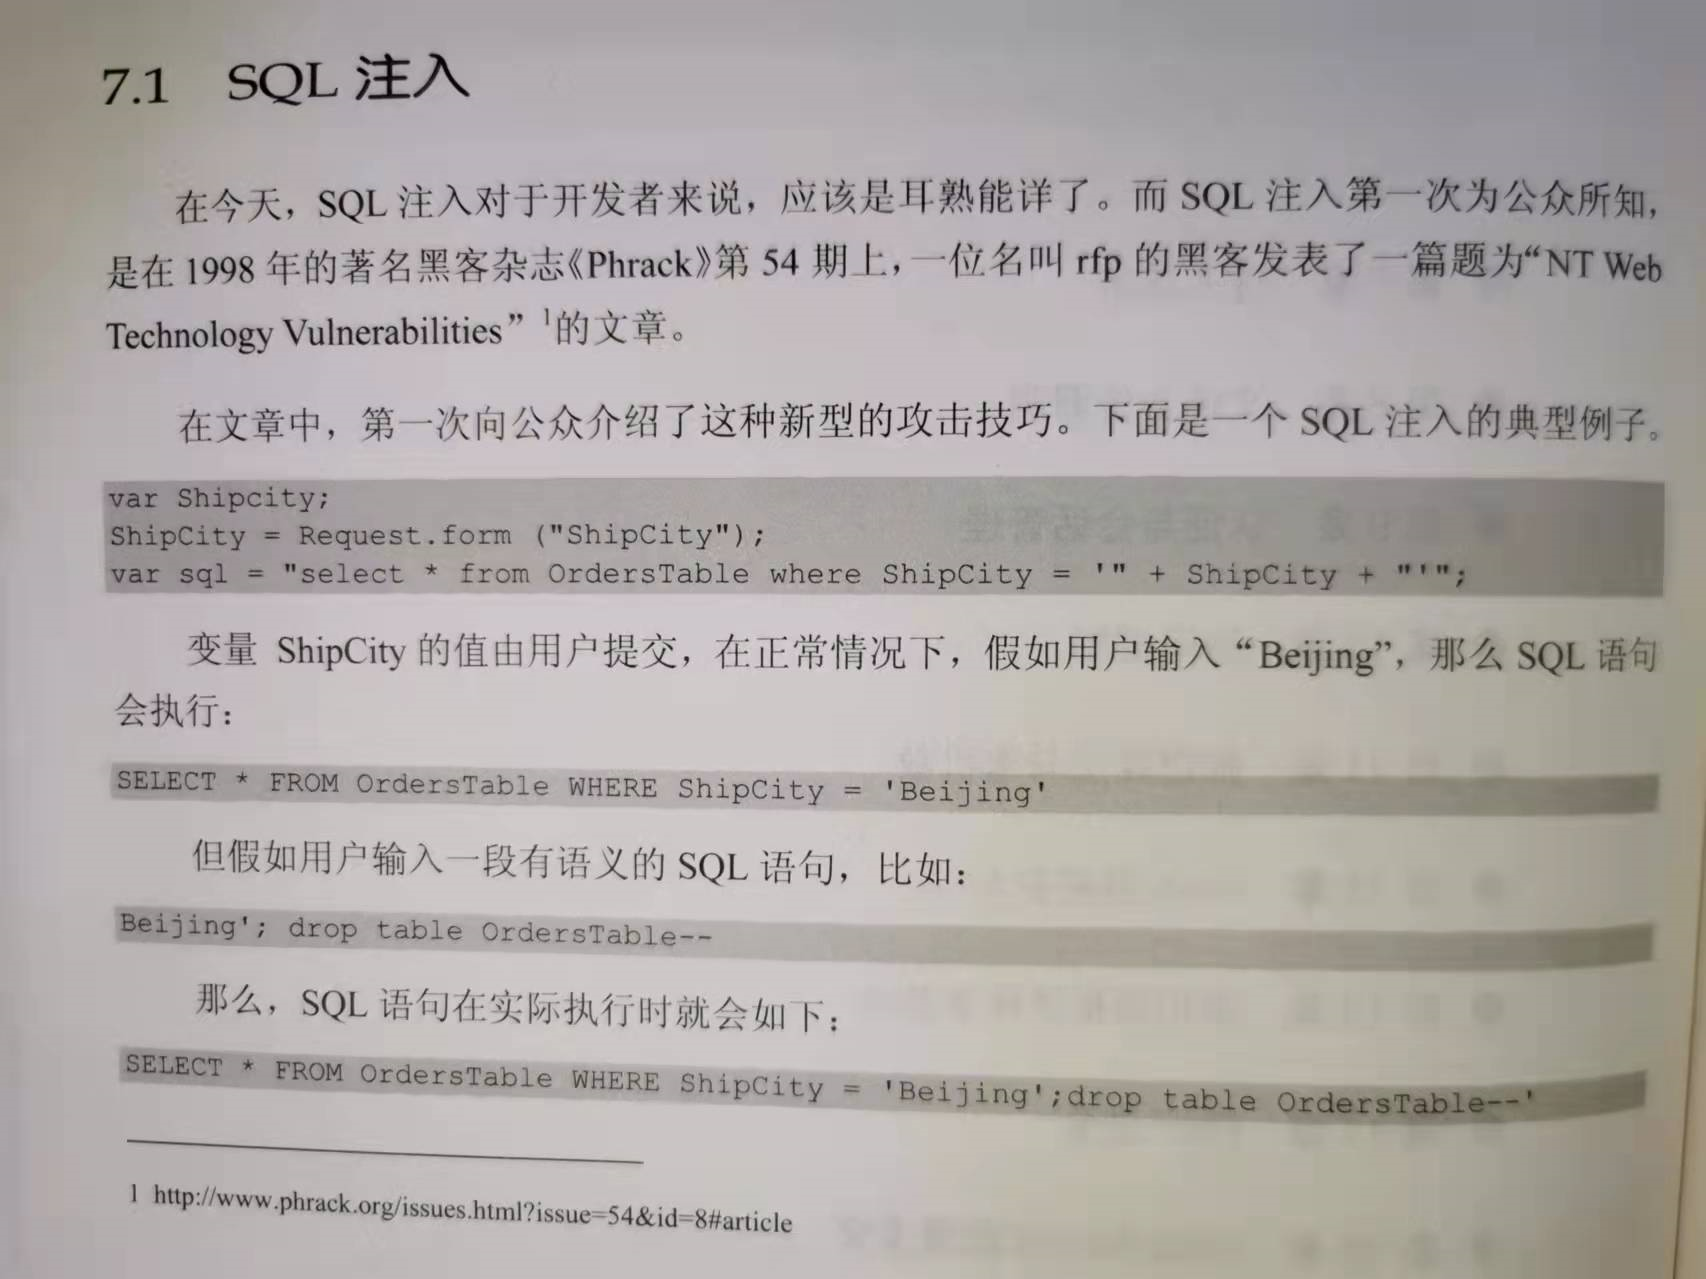 7.1 SQL 注入
在今天，SQL 注入对于开发者来说，应该是耳熟能详了。而 SQL 注入第一次为公众所知，
是在 1998 年的著名黑客杂志《Phrack》第 54 期上，一位名叫 rfp 的黑客发表了一篇题为“NT Web
Technology Vulnerabilities” 1的文章。
在文章中，第一次向公众介绍了这种新型的攻击技巧。下面是一个 SQL 注入的典型例子。
var Shipcity;
ShipCity = Request.form ("ShipCity");
var sql = "select * from OrdersTable where ShipCity = '" + ShipCity + "'";
变量 ShipCity 的值由用户提交，在正常情况下，假如用户输入“Beijing”，那么 SQL 语句
会执行：
SELECT * FROM OrdersTable WHERE ShipCity = 'Beijing'
但假如用户输入一段有语义的 SQL 语句，比如：
Beijing'; drop table OrdersTable--
那么，SQL 语句在实际执行时就会如下：
SELECT * FROM OrdersTable WHERE ShipCity = 'Beijing';drop table OrdersTable--'
1 http://www.phrack.org/issues.html?issue=54&id=8#article